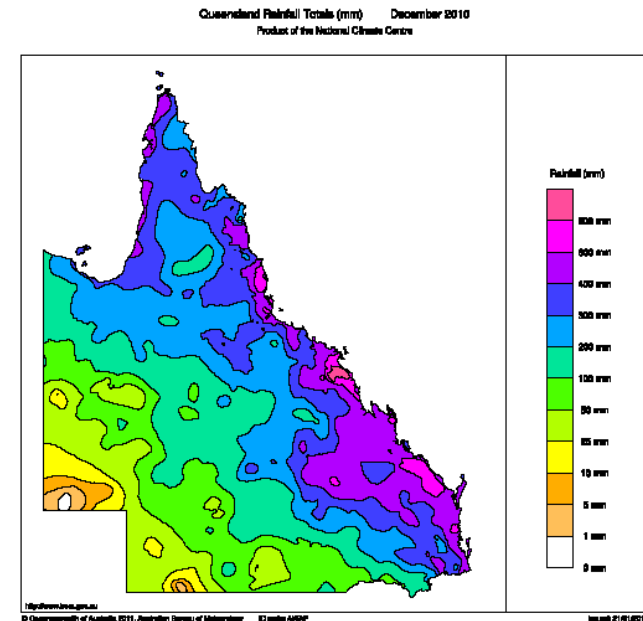 Queensland Rainfall Totals (mm) December 2010
Product of the National Climate Centre
Rainfall (mm)
800 mm
600 mm
400 mm
300 mm
200 mm
100 mm
50 mm
25 mm
10 mm
5 mm
1 mm
0 mm
http://www.bom.gov.au
© Commonwealth of Australia 2011, Australian Bureau of Meteorology
Issued: